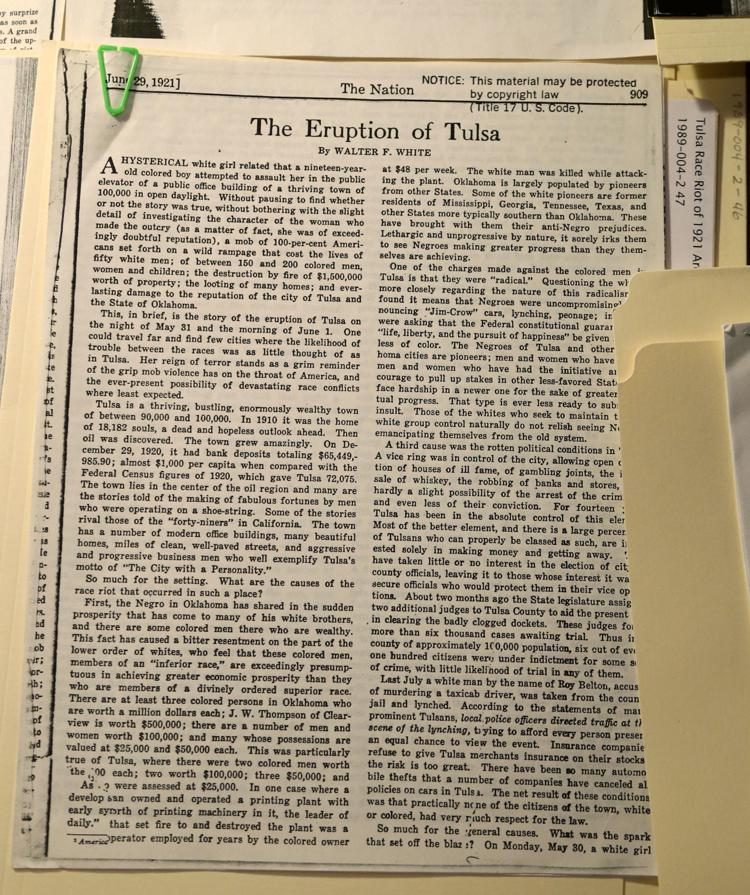 by surprise
as soon as
s. A grand
of the up-
June 29, 1921]
The Nation
NOTICE: This material may be protected
by copyright law
(Title 17 U. S. Code).
909
The Eruption of Tulsa
By WALTER F. WHITE
A HYSTERICAL white girl related that a nineteen-year-
old colored boy attempted to assault her in the public
elevator of a public office building of a thriving town of
100,000 in open daylight. Without pausing to find whether
or not the story was true, without bothering with the slight
detail of investigating the character of the woman who
made the outcry (as a matter of fact, she was of exceed-
ingly doubtful reputation), a mob of 100-per-cent Ameri-
cans set forth on a wild rampage that cost the lives of
fifty white men; of between 150 and 200 colored men,
women and children; the destruction by fire of $1,500,000
worth of property; the looting of many homes; and ever-
lasting damage to the reputation of the city of Tulsa and
the State of Oklahoma.
This, in brief, is the story of the eruption of Tulsa on
the night of May 31 and the morning of June 1. One
could travel far and find few cities where the likelihood of
trouble between the races was as little thought of as
in Tulsa. Her reign of terror stands as a grim reminder
of the grip mob violence has on the throat of America, and
the ever-present possibility of devastating race conflicts
where least expected.
Tulsa is a thriving, bustling, enormously wealthy town
of between 90,000 and 100,000. In 1910 it was the home
of 18,182 souls, a dead and hopeless outlook ahead. Then
oil was discovered. The town grew amazingly. On De-
cember 29, 1920, it had bank deposits totaling $65,449,-
985.90; almost $1,000 per capita when compared with the
Federal Census figures of 1920, which gave Tulsa 72,075.
The town lies in the center of the oil region and many are
the stories told of the making of fabulous fortunes by men
who were operating on a shoe-string. Some of the stories
rival those of the "forty-niners" in California. The town
has a number of modern office buildings, many beautiful
homes, miles of clean, well-paved streets, and aggressive
and progressive business men who well exemplify Tulsa's
motto of "The City with a Personality."
So much for the setting. What are the causes of the
race riot that occurred in such a place?
First, the Negro in Oklahoma has shared in the sudden
prosperity that has come to many of his white brothers,
and there are some colored men there who are wealthy.
This fact has caused a bitter resentment on the part of the
lower order of whites, who feel that these colored men,
members of an "inferior race," are exceedingly presump-
tuous in achieving greater economic prosperity than they
who are members of a divinely ordered superior race.
There are at least three colored persons in Oklahoma who
are worth a million dollars each; J. W. Thompson of Clear-
view is worth $500,000; there are a number of men and
women worth $100,000; and many whose possessions are
valued at $25,000 and $50,000 each. This was particularly
true of Tulsa, where there were two colored men worth
the 00 each; two worth $100,000; three $50,000; and
As were assessed at $25,000. In one case where a
develop an owned and operated a printing plant with
early orth of printing machinery in it, the leader of
daily." that set fire to and destroyed the plant was a
perator employed for years by the colored owner
at $48 per week. The white man was killed while attack-
ing the plant. Oklahoma is largely populated by pioneers
from other States. Some of the white pioneers are former
residents of Mississippi, Georgia, Tennessee, Texas, and
other States more typically southern than Oklahoma. These
have brought with them their anti-Negro prejudices.
Lethargic and unprogressive by nature, it sorely irks them
to see Negroes making greater progress than they them-
selves are achieving.
One of the charges made against the colored men i
Tulsa is that they were "radical." Questioning the wh
more closely regarding the nature of this radicalism
found it means that Negroes were uncompromising
nouncing "Jim-Crow" cars, lynching, peonage; in
were asking that the Federal constitutional guaran
"life, liberty, and the pursuit of happiness" be given
less of color. The Negroes of Tulsa and other
homa cities are pioneers; men and women who have
men and women who have had the initiative a
courage to pull up stakes in other less-favored Stat
face hardship in a newer one for the sake of greater
tual progress. That type is ever less ready to sub
insult. Those of the whites who seek to maintain t
white group control naturally do not relish seeing N
emancipating themselves from the old system.
A third cause was the rotten political conditions in
A vice ring was in control of the city, allowing open
tion of houses of ill fame, of gambling joints, the i
sale of whiskey, the robbing of banks and stores,
hardly a slight possibility of the arrest of the crim
and even less of their conviction. For fourteen
Tulsa has been in the absolute control of this ele
Most of the better element, and there is a large percen
of Tulsans who can properly be classed as such, are i
ested solely in making money and getting away.
have taken little or no interest in the election of cit
county officials, leaving it to those whose interest it wa
secure officials who would protect them in their vice op
tions. About two months ago the State legislature assig
two additional judges to Tulsa County to aid the present
in clearing the badly clogged dockets. These judges fo
more than six thousand cases awaiting trial. Thus i
county of approximately 100,000 population, six out of ev
one hundred citizens were under indictment for some s
of crime, with little likelihood of trial in any of them.
Last July a white man by the name of Roy Belton, accus
of murdering a taxicab driver, was taken from the coun
jail and lynched. According to the statements of ma
prominent Tulsans, local police officers directed traffic at t
scene of the lynching, trying to afford every person prese
an equal chance to view the event. Insurance companie
refuse to give Tulsa merchants insurance on their stocks
the risk is too great. There have been so many automo
bile thefts that a number of companies have canceled al
policies on cars in Tulsa. The net result of these conditions
was that practically none of the citizens of the town, white
or colored, had very much respect for the law.
So much for the general causes. What was the spark
that set off the blaze? On Monday, May 30, a white girl
Tulsa Race Riot of 1921 Ar
1989-004-2 47
1989-004-2-46